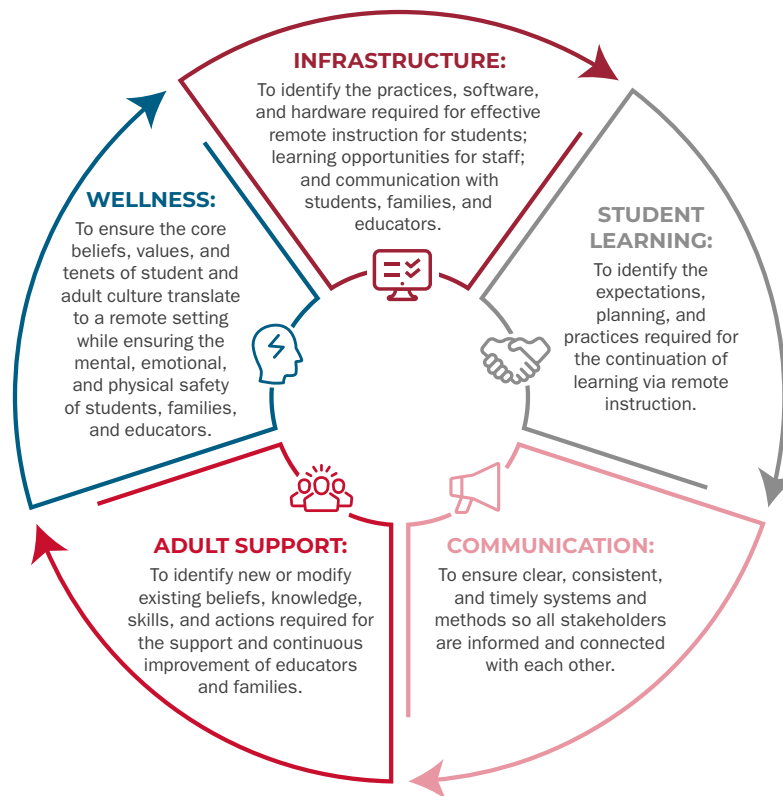 INFRASTRUCTURE:
To identify the practices, software,
and hardware required for effective
remote instruction for students;
learning opportunities for staff;
and communication with
students, families, and
educators.
STUDENT
LEARNING:
To identify the
expectations,
planning, and
practices required for
the continuation of
learning via remote
instruction.
COMMUNICATION:
To ensure clear, consistent,
and timely systems and
methods so all stakeholders
are informed and connected
with each other.
ADULT SUPPORT:
To identify new or modify
existing beliefs, knowledge,
skills, and actions required for
the support and continuous
improvement of educators
and families.
WELLNESS:
To ensure the core
beliefs, values, and
tenets of student and
adult culture translate
to a remote setting
while ensuring the
mental, emotional,
and physical safety
of students, families,
and educators.